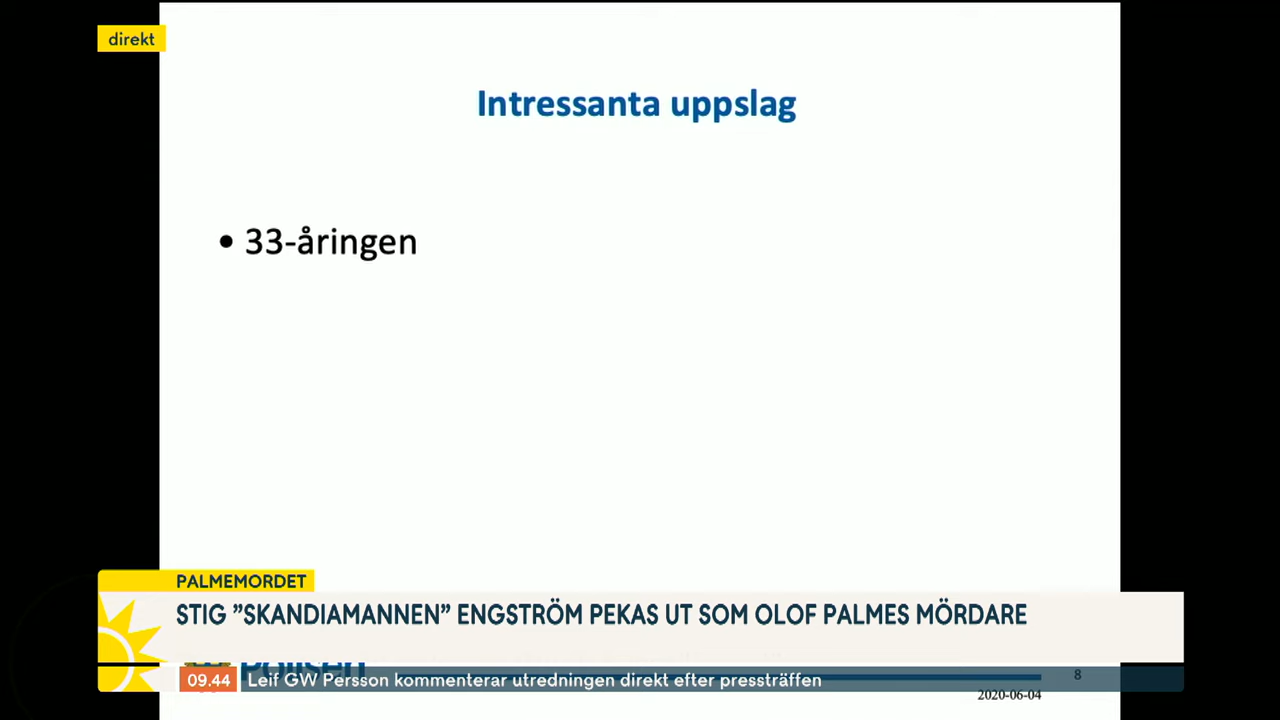 direkt
Intressanta uppslag
• 33-åringen
PALMEMORDET
STIG ”SKANDIAMANNEN” ENGSTRÖM PEKAS UT SOM OLOF PALMES MÖRDARE
Polisen
09.44 Leif GW Persson kommenterar utredningen direkt efter pressträffen
8
2020-06-04